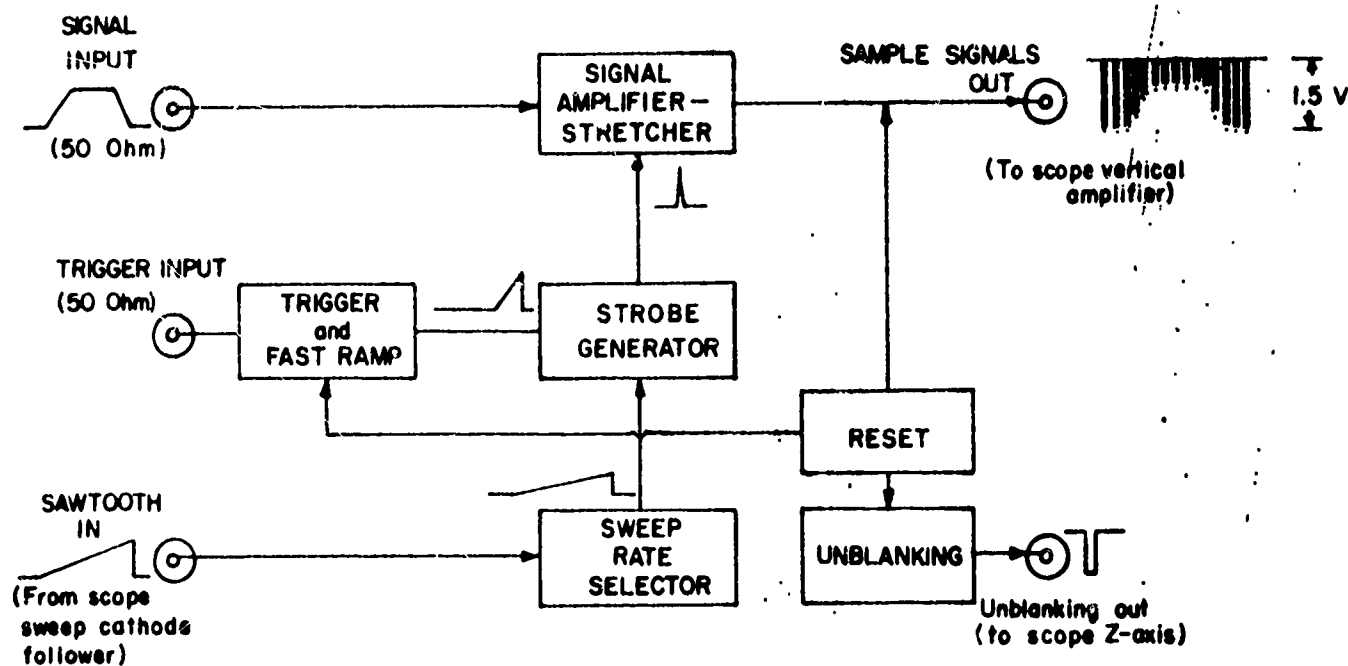 SIGNAL
INPUT
(50 Ohm)
SIGNAL
AMPLIFIER-
STRETCHER
SAMPLE SIGNALS
OUT
1.5 V
(To scope vertical
amplifier)
TRIGGER INPUT
(50 Ohm)
TRIGGER
and
FAST RAMP
STROBE
GENERATOR
RESET
SAWTOOTH
IN
(From scope
sweep cathode
follower)
SWEEP
RATE
SELECTOR
UNBLANKING
Unblanking out
(to scope Z-axis)